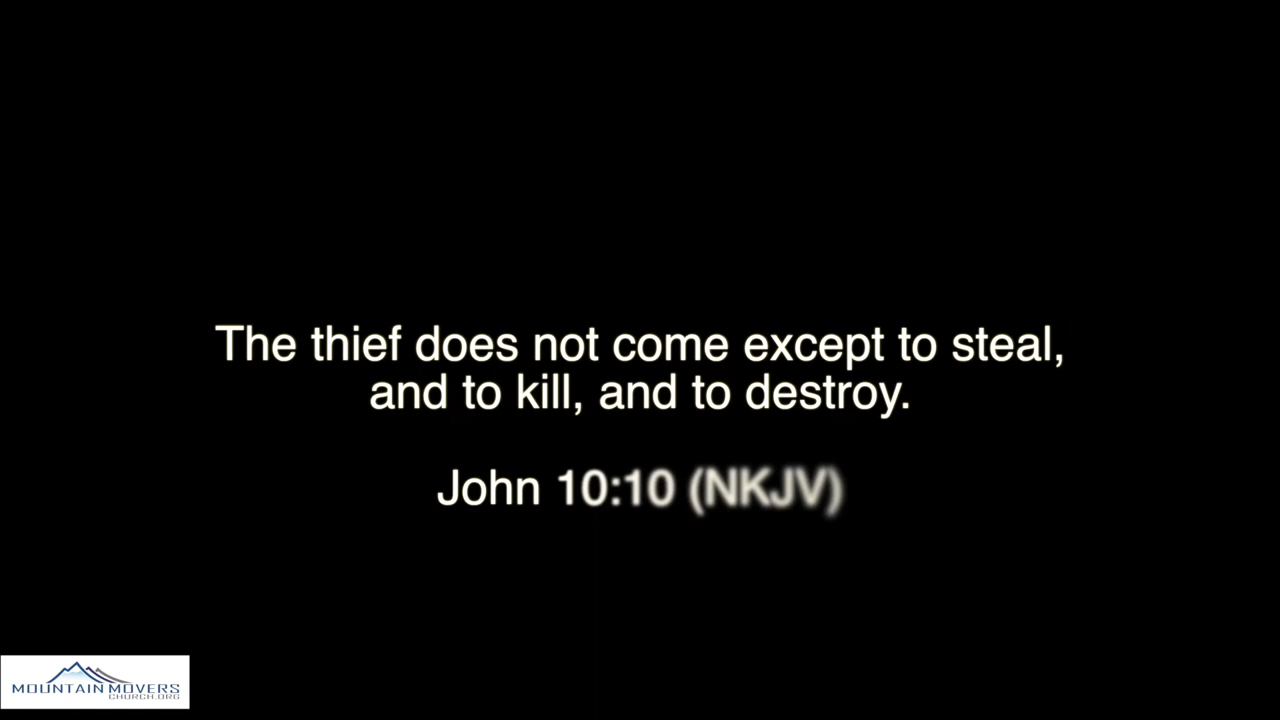 The thief does not come except to steal,
and to kill, and to destroy.
John 10:10 (NKJV)
MOUNTAIN MOVERS
CHURCH.ORG